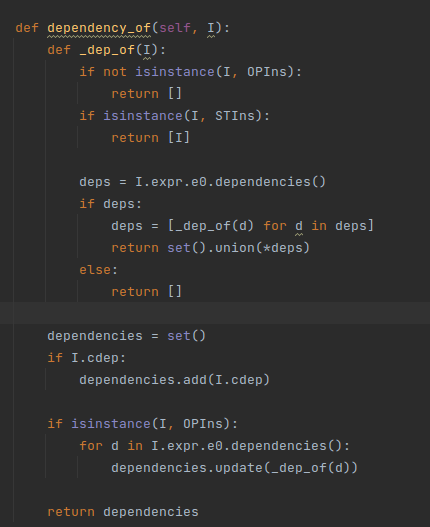 def dependency_of(self, I):
    def _dep_of(I):
        if not isinstance(I, OPIns):
            return []
        if isinstance(I, STIns):
            return [I]

        deps = I.expr.e0.dependencies()
        if deps:
            deps = [_dep_of(d) for d in deps]
            return set().union(*deps)
        else:
            return []

    dependencies = set()
    if I.cdep:
        dependencies.add(I.cdep)

    if isinstance(I, OPIns):
        for d in I.expr.e0.dependencies():
            dependencies.update(_dep_of(d))

    return dependencies